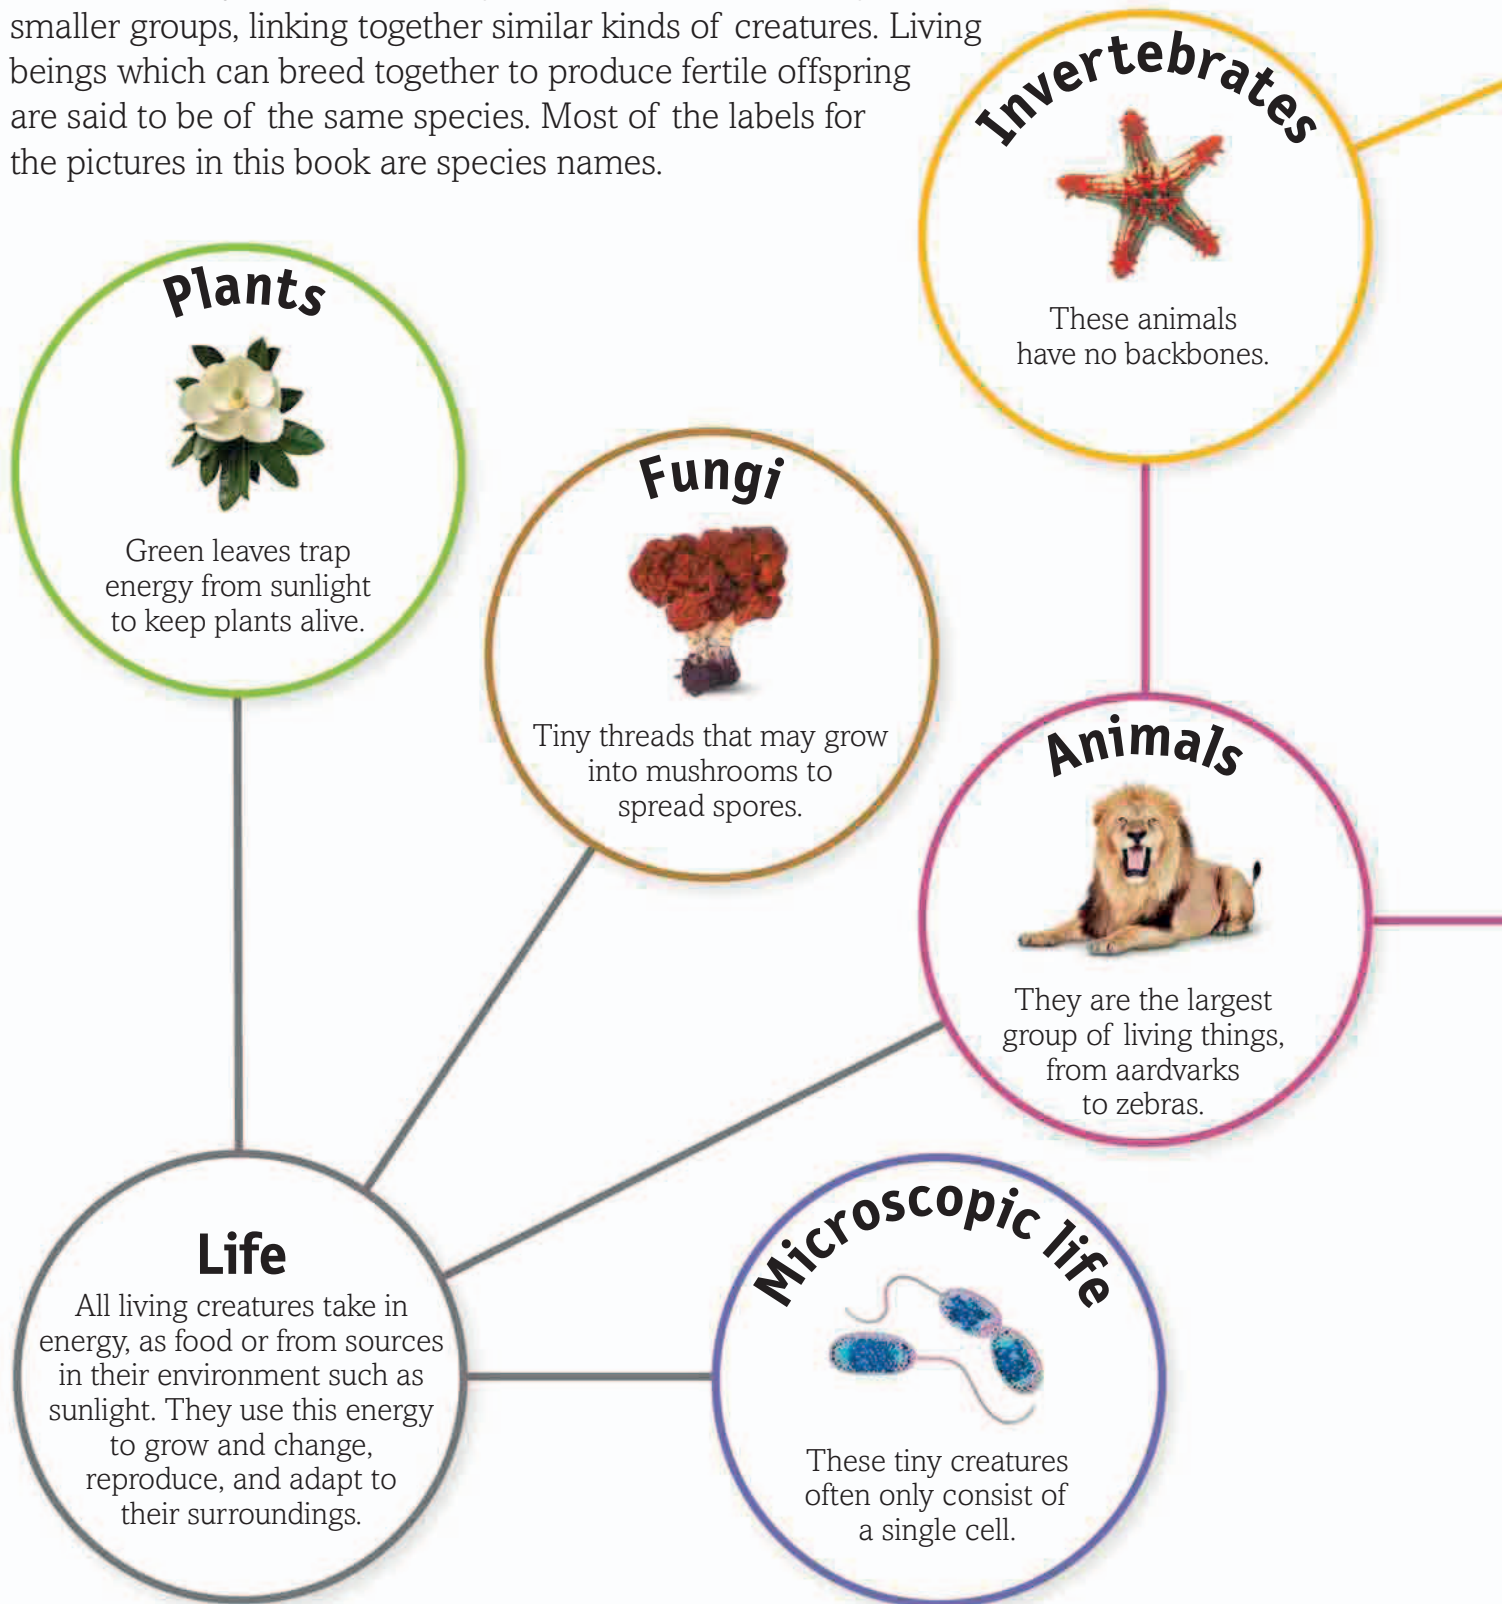 smaller groups, linking together similar kinds of creatures. Living
beings which can breed together to produce fertile offspring
are said to be of the same species. Most of the labels for
the pictures in this book are species names.
Invertebrates
These animals
have no backbones.
Plants
Green leaves trap
energy from sunlight
to keep plants alive.
Fungi
Tiny threads that may grow
into mushrooms to
spread spores.
Animals
They are the largest
group of living things,
from aardvarks
to zebras.
Life
All living creatures take in
energy, as food or from sources
in their environment such as
sunlight. They use this energy
to grow and change,
reproduce, and adapt to
their surroundings.
Microscopic life
These tiny creatures
often only consist of
a single cell.